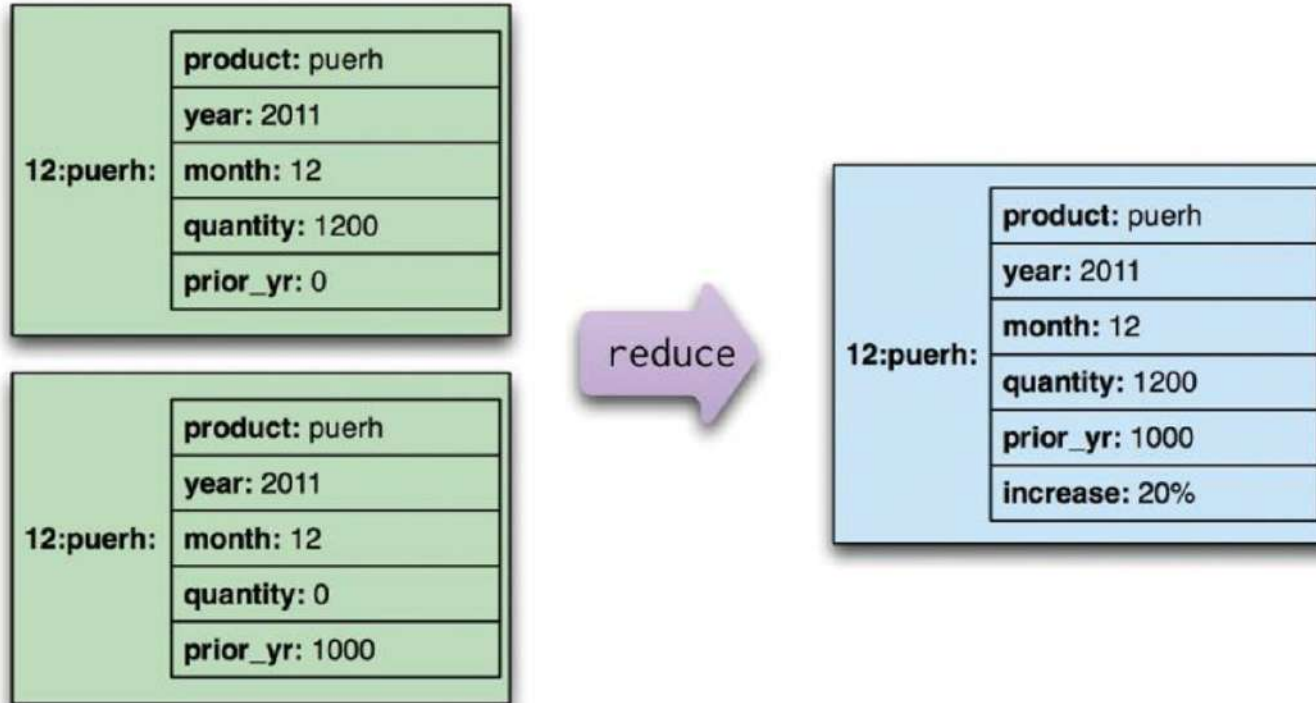 12:puerh:
product: puerh
year: 2011
month: 12
quantity: 1200
prior_yr: 0
12:puerh:
product: puerh
year: 2011
month: 12
quantity: 0
prior_yr: 1000
reduce
12:puerh:
product: puerh
year: 2011
month: 12
quantity: 1200
prior_yr: 1000
increase: 20%